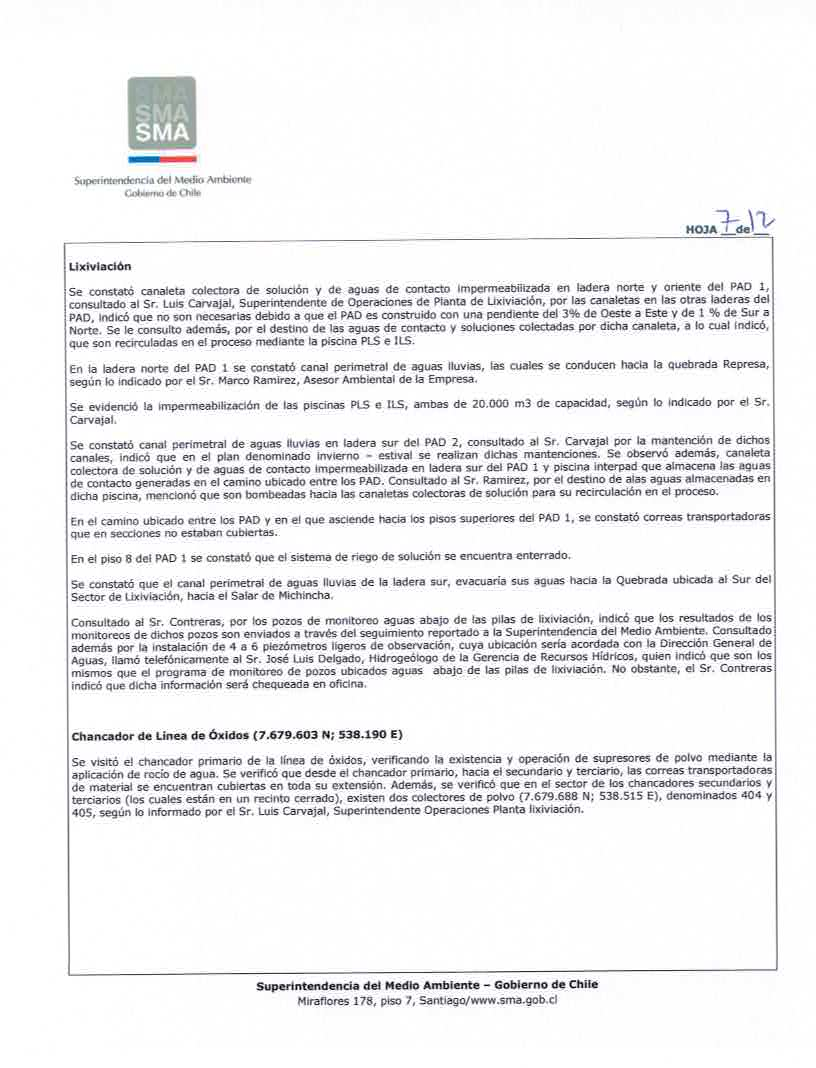 SMA
SMA
SMA
Superintendencia del Medio Ambiente
Gobierno de Chile
HOJA 7 de 12
Lixiviación
Se constató canaleta colectora de solución y de aguas de contacto impermeabilizada en ladera norte y oriente del PAD 1,
consultado al Sr. Luis Carvajal, Superintendente de Operaciones de Planta de Lixiviación, por las canaletas en las otras laderas del
PAD, indicó que no son necesarias debido a que el PAD es construido con una pendiente del 3% de Oeste a Este y de 1 % de Sur a
Norte. Se le consulto además, por el destino de las aguas de contacto y soluciones colectadas por dicha canaleta, a lo cual indicó,
que son recirculadas en el proceso mediante la piscina PLS e ILS.
En la ladera norte del PAD 1 se constató canal perimetral de aguas lluvias, las cuales se conducen hacia la quebrada Represa,
según lo indicado por el Sr. Marco Ramirez, Asesor Ambiental de la Empresa.
Se evidenció la impermeabilización de las piscinas PLS e ILS, ambas de 20.000 m3 de capacidad, según lo indicado por el Sr.
Carvajal.
Se constató canal perimetral de aguas lluvias en ladera sur del PAD 2, consultado al Sr. Carvajal por la mantención de dichos
canales, indicó que en el plan denominado invierno – estival se realizan dichas mantenciones. Se observó además, canaleta
colectora de solución y de aguas de contacto impermeabilizada en ladera sur del PAD 1 y piscina interpad que almacena las aguas
de contacto generadas en el camino ubicado entre los PAD. Consultado al Sr. Ramirez, por el destino de alas aguas almacenadas en
dicha piscina, mencionó que son bombeadas hacia las canaletas colectoras de solución para su recirculación en el proceso.
En el camino ubicado entre los PAD y en el que asciende hacia los pisos superiores del PAD 1, se constató correas transportadoras
que en secciones no estaban cubiertas.
En el piso 8 del PAD 1 se constató que el sistema de riego de solución se encuentra enterrado.
Se constató que el canal perimetral de aguas lluvias de la ladera sur, evacuaría sus aguas hacia la Quebrada ubicada al Sur del
Sector de Lixiviación, hacia el Salar de Michincha.
Consultado al Sr. Contreras, por los pozos de monitoreo aguas abajo de las pilas de lixiviación, indicó que los resultados de los
monitoreos de dichos pozos son enviados a través del seguimiento reportado a la Superintendencia del Medio Ambiente. Consultado
además por la instalación de 4 a 6 piezómetros ligeros de observación, cuya ubicación sería acordada con la Dirección General de
Aguas, llamó telefónicamente al Sr. José Luis Delgado, Hidrogeólogo de la Gerencia de Recursos Hídricos, quien indicó que son los
mismos que el programa de monitoreo de pozos ubicados aguas abajo de las pilas de lixiviación. No obstante, el Sr. Contreras
indicó que dicha información será chequeada en oficina.
Chancador de Linea de Óxidos (7.679.603 N; 538.190 E)
Se visitó el chancador primario de la línea de óxidos, verificando la existencia y operación de supresores de polvo mediante la
aplicación de rocío de agua. Se verificó que desde el chancador primario, hacia el secundario y terciario, las correas transportadoras
de material se encuentran cubiertas en toda su extensión. Además, se verificó que en el sector de los chancadores secundarios y
terciarios (los cuales están en un recinto cerrado), existen dos colectores de polvo (7.679.688 N; 538.515 E), denominados 404 y
405, según lo informado por el Sr. Luis Carvajal, Superintendente Operaciones Planta lixiviación.
Superintendencia del Medio Ambiente – Gobierno de Chile
Miraflores 178, piso 7, Santiago/www.sma.gob.cl